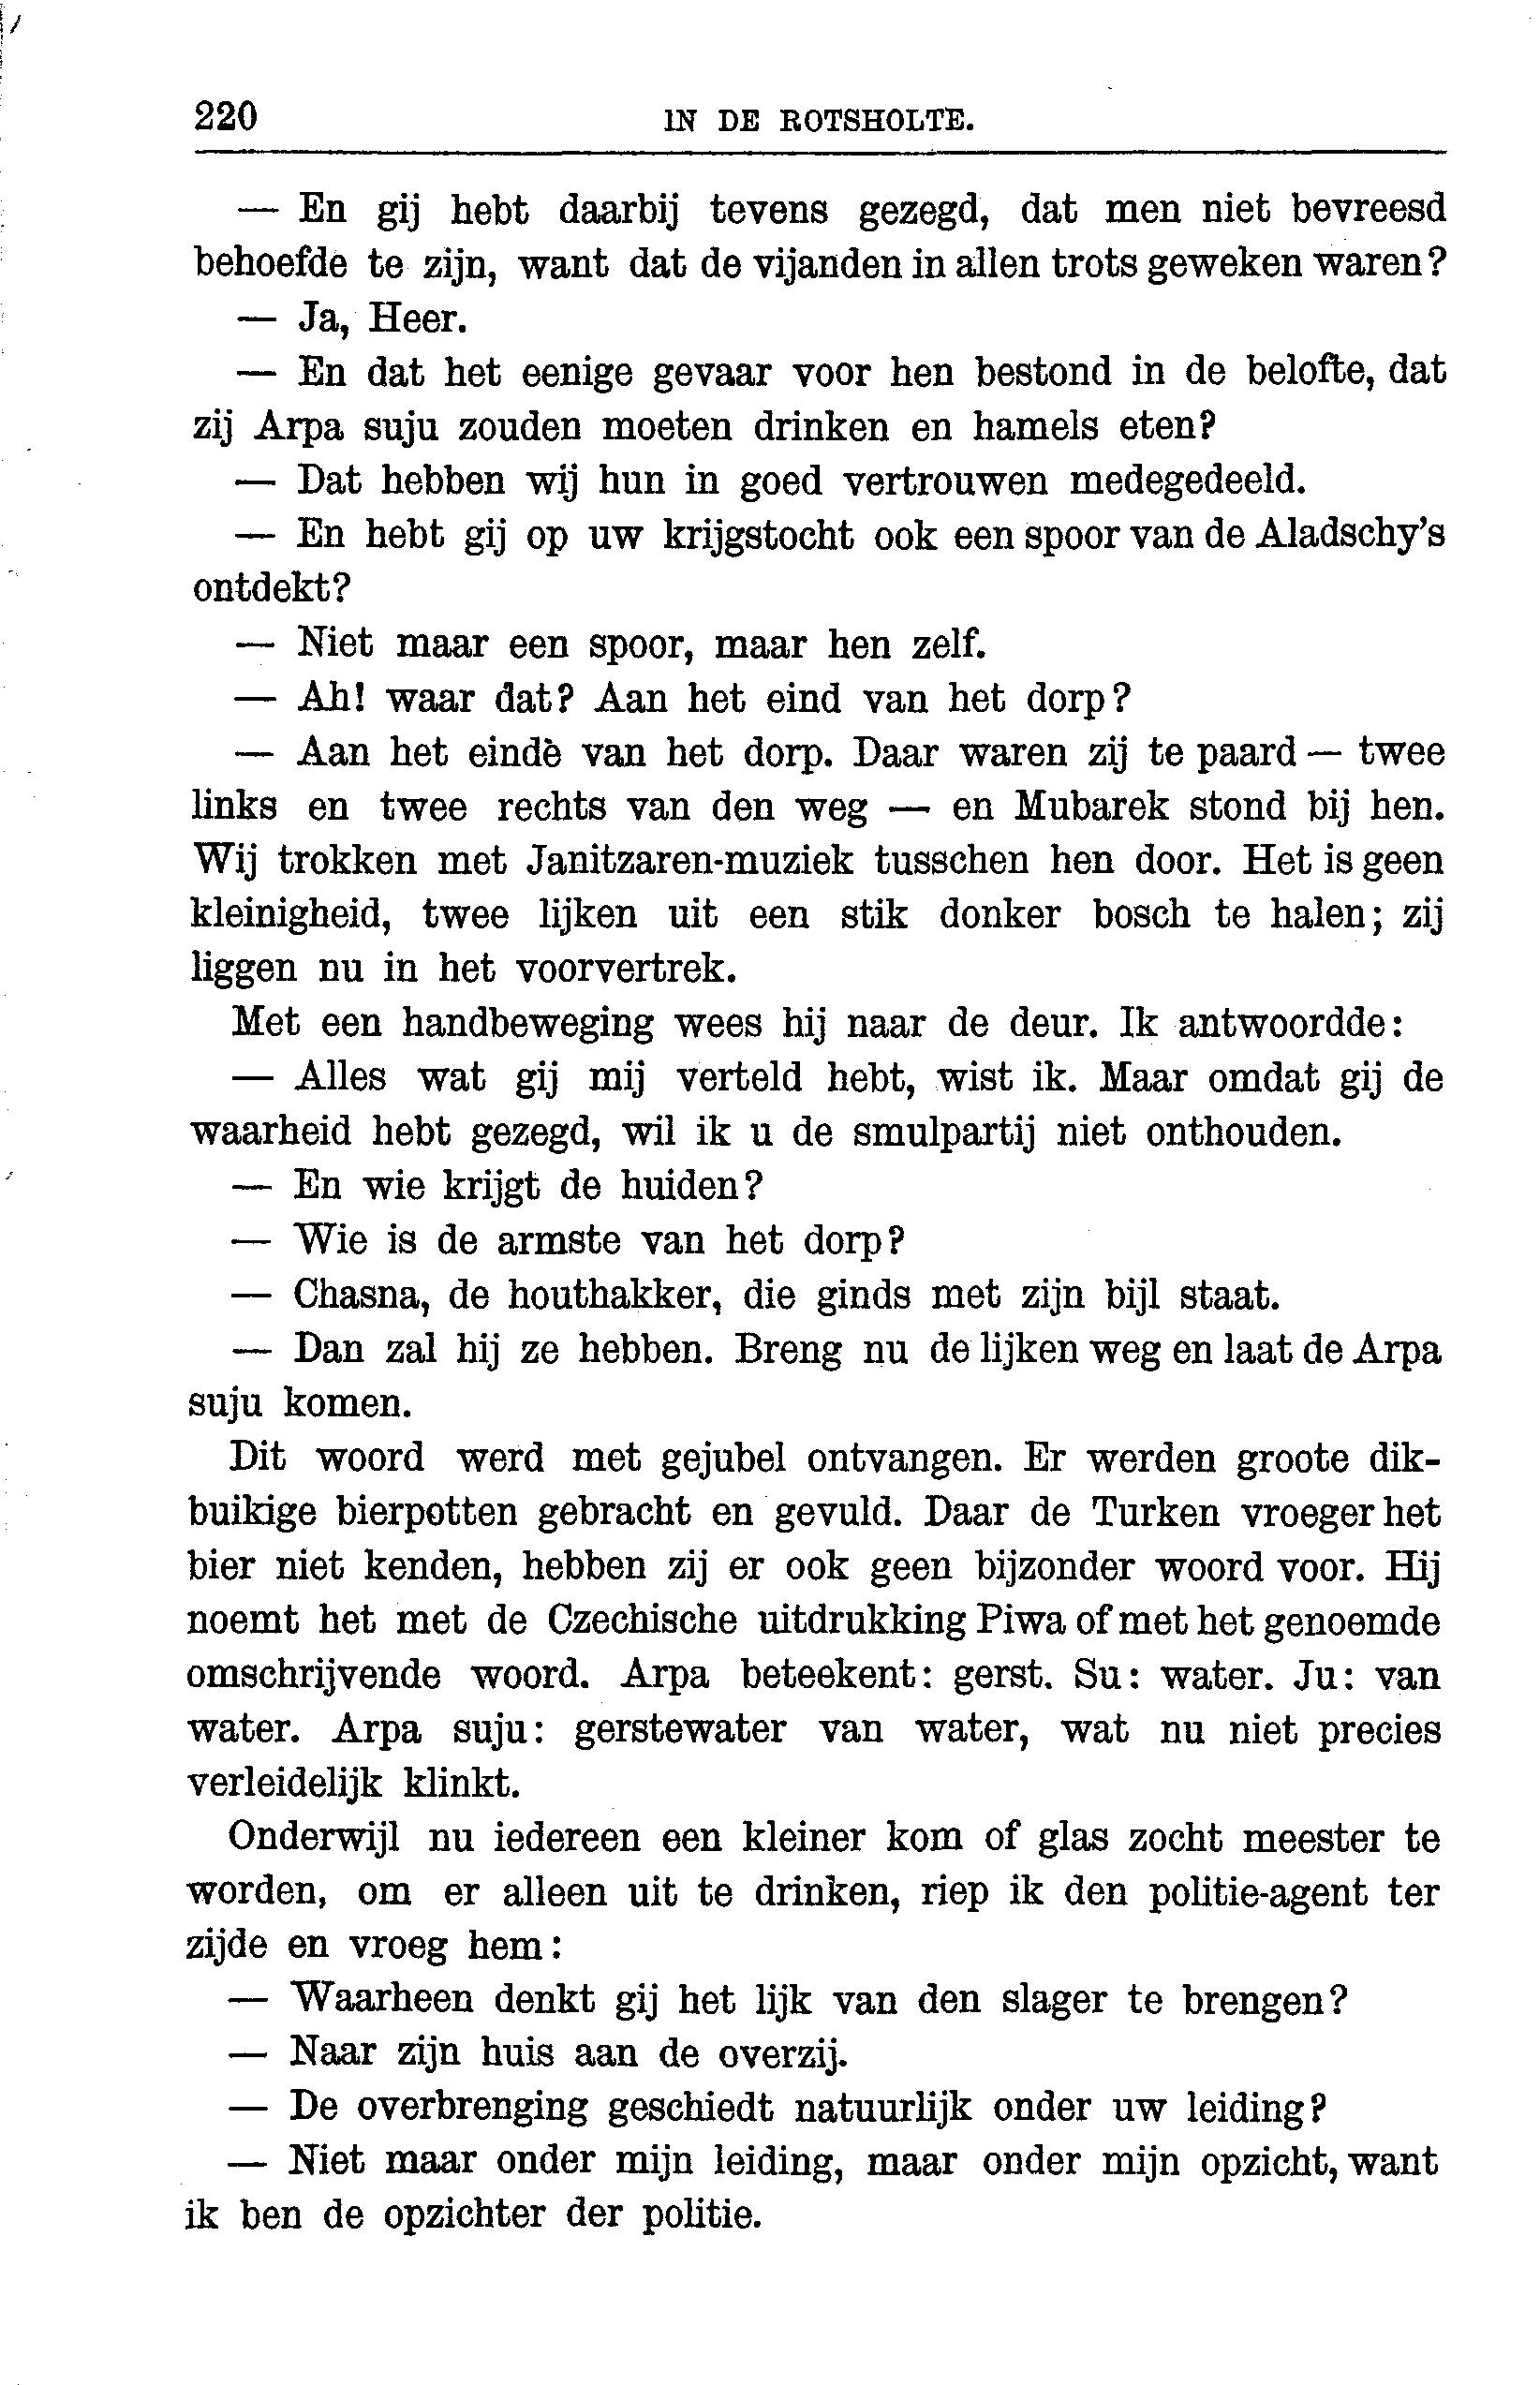 220 IN DE ROTSHOLTE.
— En gij hebt daarbij tevens gezegd, dat men niet bevreesd
behoefde te zijn, want dat de vijanden in allen trots geweken waren?
— Ja, Heer.
— En dat het eenige gevaar voor hen bestond in de belofte, dat
zij Arpa suju zouden moeten drinken en hamels eten?
— Dat hebben wij hun in goed vertrouwen medegedeeld.
— En hebt gij op uw krijgstocht ook een spoor van de Aladschy's
ontdekt?
— Niet maar een spoor, maar hen zelf.
— Ah! waar dat? Aan het eind van het dorp?
— Aan het eindè van het dorp. Daar waren zij te paard — twee
links en twee rechts van den weg — en Mubarek stond bij hen.
Wij trokken met Janitzaren-muziek tusschen hen door. Het is geen
kleinigheid, twee lijken uit een stik donker bosch te halen; zij
liggen nu in het voorvertrek.
Met een handbeweging wees hij naar de deur. Ik antwoordde:
— Alles wat gij mij verteld hebt, wist ik. Maar omdat gij de
waarheid hebt gezegd, wil ik u de smulpartij niet onthouden.
— En wie krijgt de huiden?
— Wie is de armste van het dorp?
— Chasna, de houthakker, die ginds met zijn bijl staat.
— Dan zal hij ze hebben. Breng nu de lijken weg en laat de Arpa
suju komen.
Dit woord werd met gejubel ontvangen. Er werden groote dik-
buikige bierpotten gebracht en gevuld. Daar de Turken vroeger het
bier niet kenden, hebben zij er ook geen bijzonder woord voor. Hij
noemt het met de Czechische uitdrukking Piwa of met het genoemde
omschrijvende woord. Arpa beteekent: gerst. Su: water. Ju: van
water. Arpa suju: gerstewater van water, wat nu niet precies
verleidelijk klinkt.
Onderwijl nu iedereen een kleiner kom of glas zocht meester te
worden, om er alleen uit te drinken, riep ik den politie-agent ter
zijde en vroeg hem:
— Waarheen denkt gij het lijk van den slager te brengen?
— Naar zijn huis aan de overzij.
— De overbrenging geschiedt natuurlijk onder uw leiding?
— Niet maar onder mijn leiding, maar onder mijn opzicht, want
ik ben de opzichter der politie.